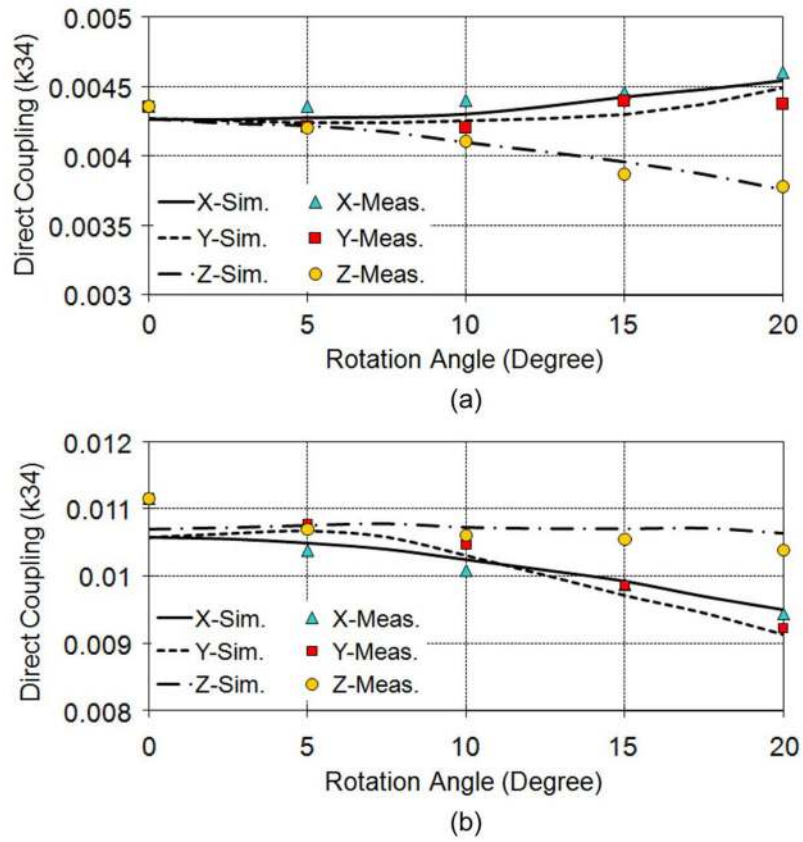 0.005
0.0045
0.004
0.0035
0.003
Direct Coupling (k34)
X-Sim. X-Meas.
Y-Sim. Y-Meas.
Z-Sim. Z-Meas.
0 5 10 15 20
Rotation Angle (Degree)
(a)
0.012
0.011
0.01
0.009
0.008
Direct Coupling (k34)
X-Sim. X-Meas.
Y-Sim. Y-Meas.
Z-Sim. Z-Meas.
0 5 10 15 20
Rotation Angle (Degree)
(b)